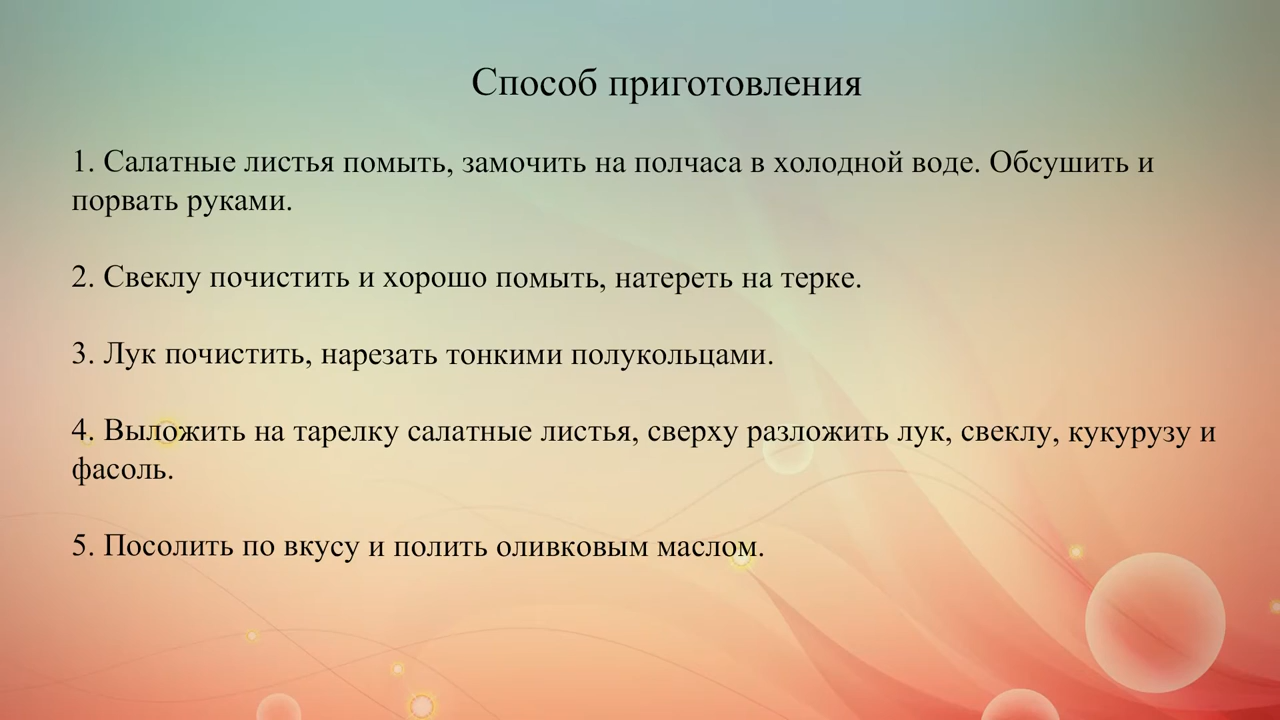 Способ приготовления
1. Салатные листья помыть, замочить на полчаса в холодной воде. Обсушить и
порвать руками.
2. Свеклу почистить и хорошо помыть, натереть на терке.
3. Лук почистить, нарезать тонкими полукольцами.
4. Выложить на тарелку салатные листья, сверху разложить лук, свеклу, кукурузу и
фасоль.
5. Посолить по вкусу и полить оливковым маслом.